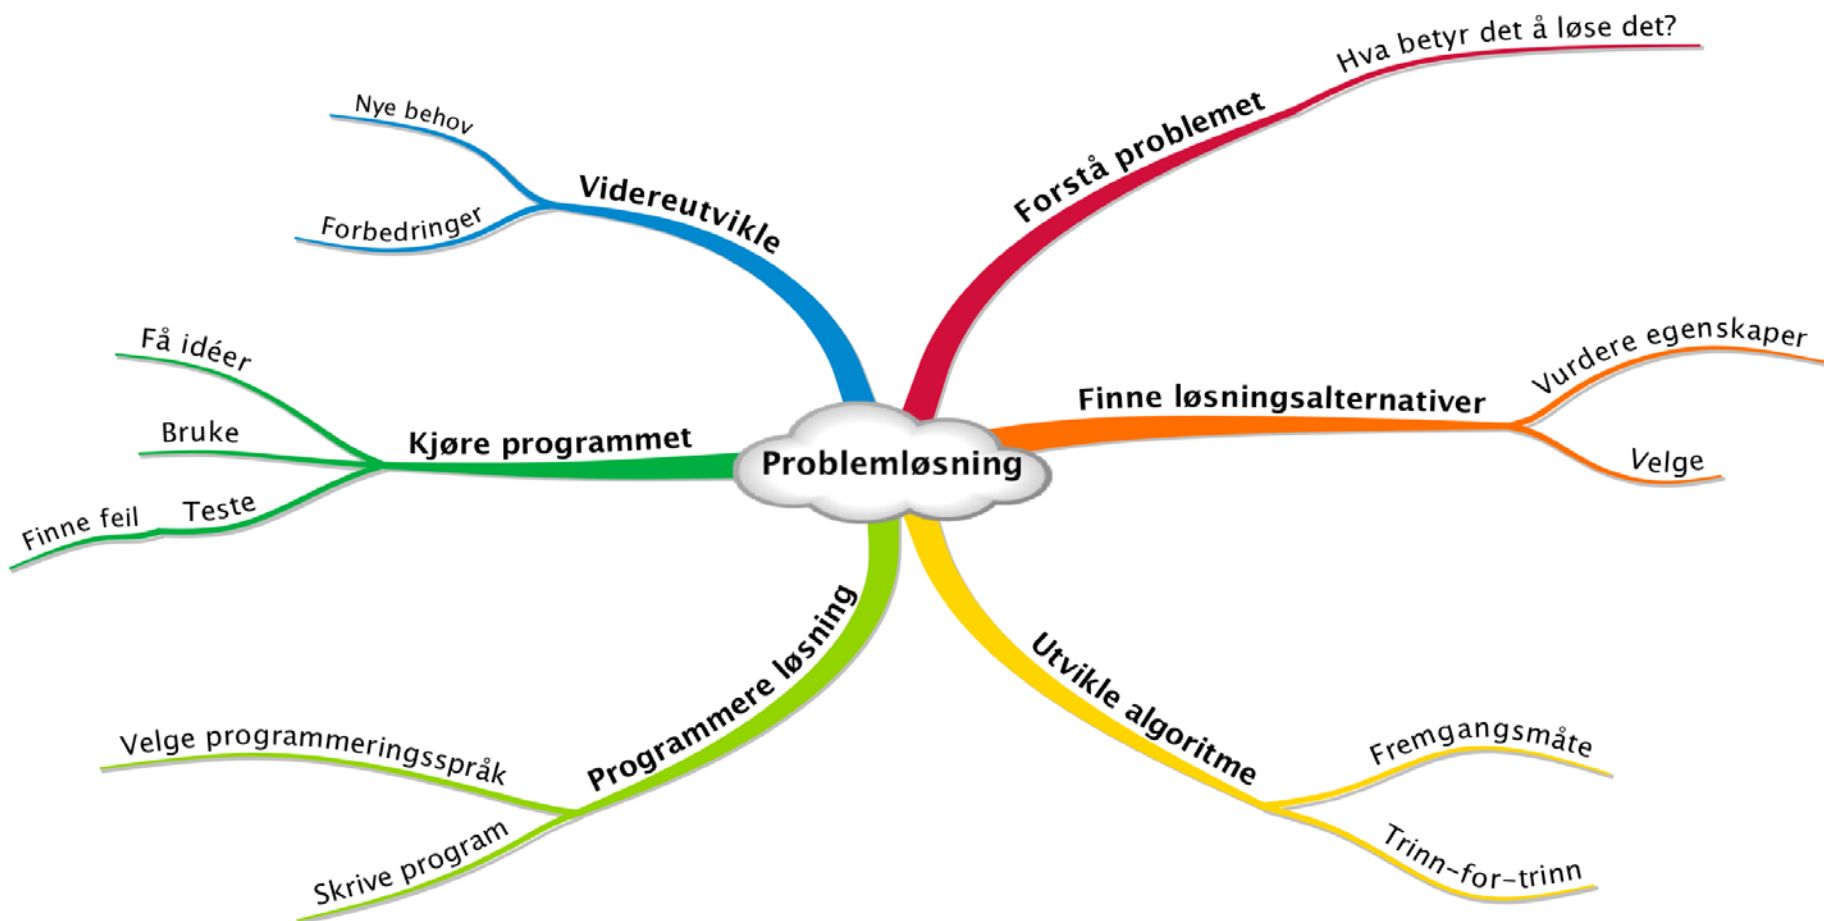 Problemløsning
Forstå problemet
Hva betyr det å løse det?
Finne løsningsalternativer
Vurdere egenskaper
Velge
Utvikle algoritme
Fremgangsmåte
Trinn-for-trinn
Programmere løsning
Velge programmeringsspråk
Skrive program
Kjøre programmet
Få idéer
Bruke
Teste
Finne feil
Videreutvikle
Nye behov
Forbedringer